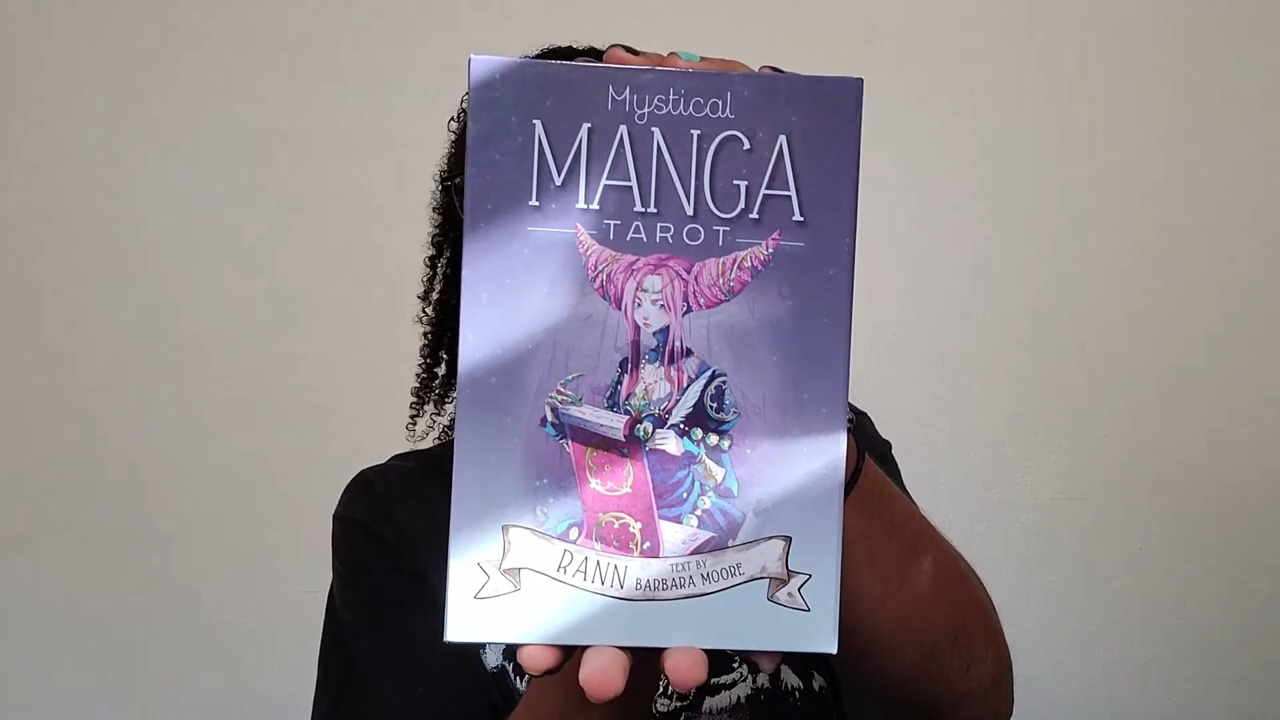 Mystical
MANGA
TAROT
RANN
TEXT BY
BARBARA MOORE